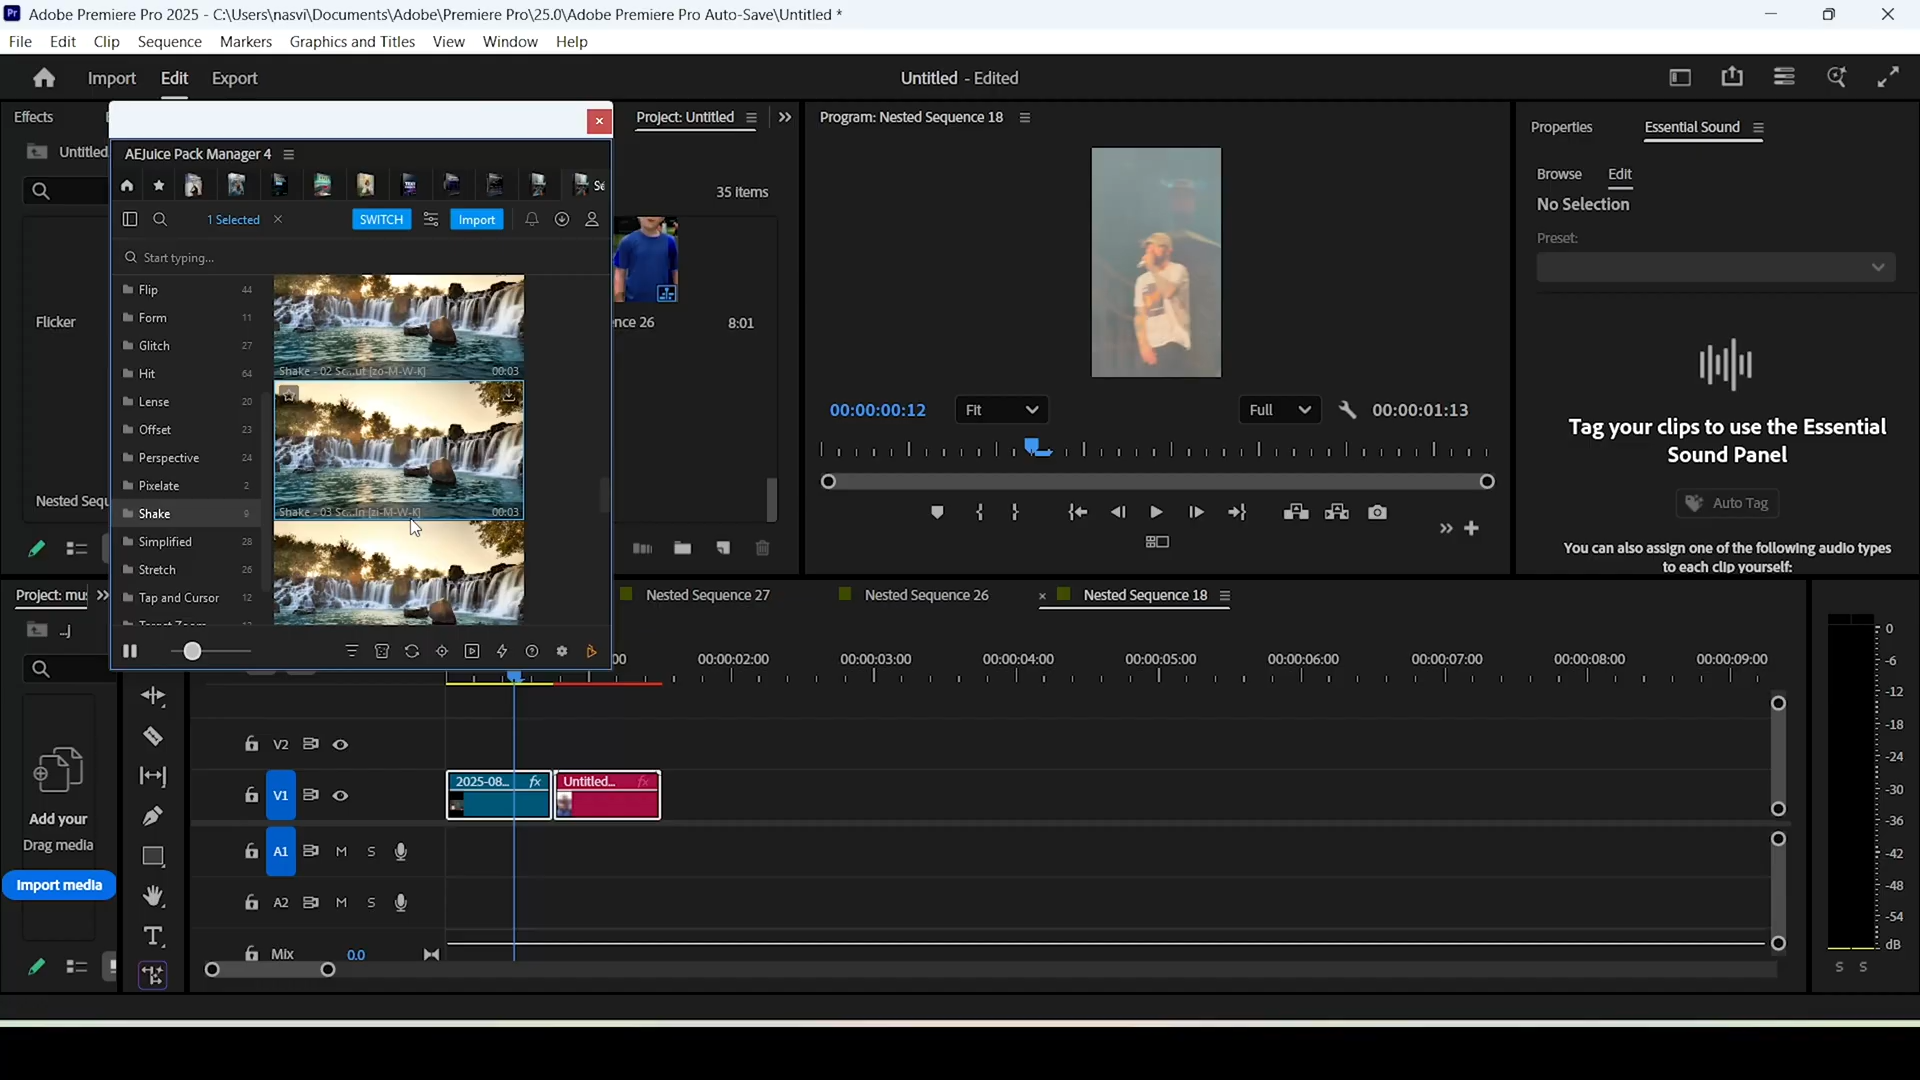 Pr Adobe Premiere Pro 2025 - C:\Users\nasvi\Documents\Adobe\Premiere Pro\25.0\Adobe Premiere Pro Auto-Save\Untitled *
File Edit Clip Sequence Markers Graphics and Titles View Window Help
Import Edit Export
Untitled - Edited
Effects
Project: Untitled
Program: Nested Sequence 18
Properties
Essential Sound
Untitled
AEJuice Pack Manager 4
35 items
Browse
Edit
1 Selected
SWITCH
Import
No Selection
Preset:
Start typing...
Flip 44
Form 11
Glitch 27
Hit 64
Lense 20
Offset 23
Perspective 24
Pixelate 2
Shake 9
Simplified 28
Stretch 26
Tap and Cursor 12
Shake - 02 Sc...ut [zo-M-W-K] 00:03
Shake - 03 Sc...In [zi-M-W-K] 00:03
Flicker
nce 26 8:01
Nested Sequ
00:00:00:12
Fit
Full
00:00:01:13
Tag your clips to use the Essential
Sound Panel
Auto Tag
You can also assign one of the following audio types
to each clip yourself:
Project: mu
Nested Sequence 27
Nested Sequence 26
Nested Sequence 18
00 00:00:02:00 00:00:03:00 00:00:04:00 00:00:05:00 00:00:06:00 00:00:07:00 00:00:08:00 00:00:09:00
V2
V1
2025-08... fx
Untitled... fx
A1 M S
A2 M S
Mix 0.0
Add your
Drag media
Import media
0
-6
-12
-18
-24
-30
-36
-42
-48
-54
dB
S S